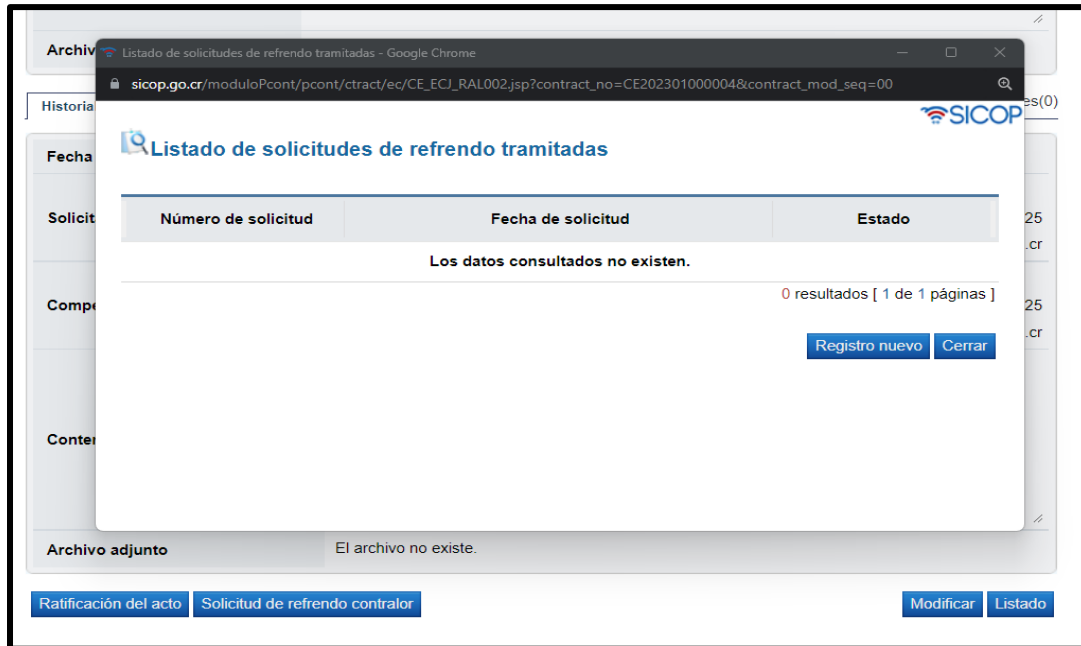 Archiv
Listado de solicitudes de refrendo tramitadas - Google Chrome
sicop.go.cr/moduloPcont/pcont/ctract/ec/CE_ECJ_RAL002.jsp?contract_no=CE202301000004&contract_mod_seq=00
Historia
es(0)
SICOP
Listado de solicitudes de refrendo tramitadas
Fecha
Solicit
Número de solicitud Fecha de solicitud Estado
25
.cr
Los datos consultados no existen.
0 resultados [ 1 de 1 páginas ]
Compe
25
.cr
Registro nuevo Cerrar
Conter
Archivo adjunto El archivo no existe.
Ratificación del acto Solicitud de refrendo contralor Modificar Listado